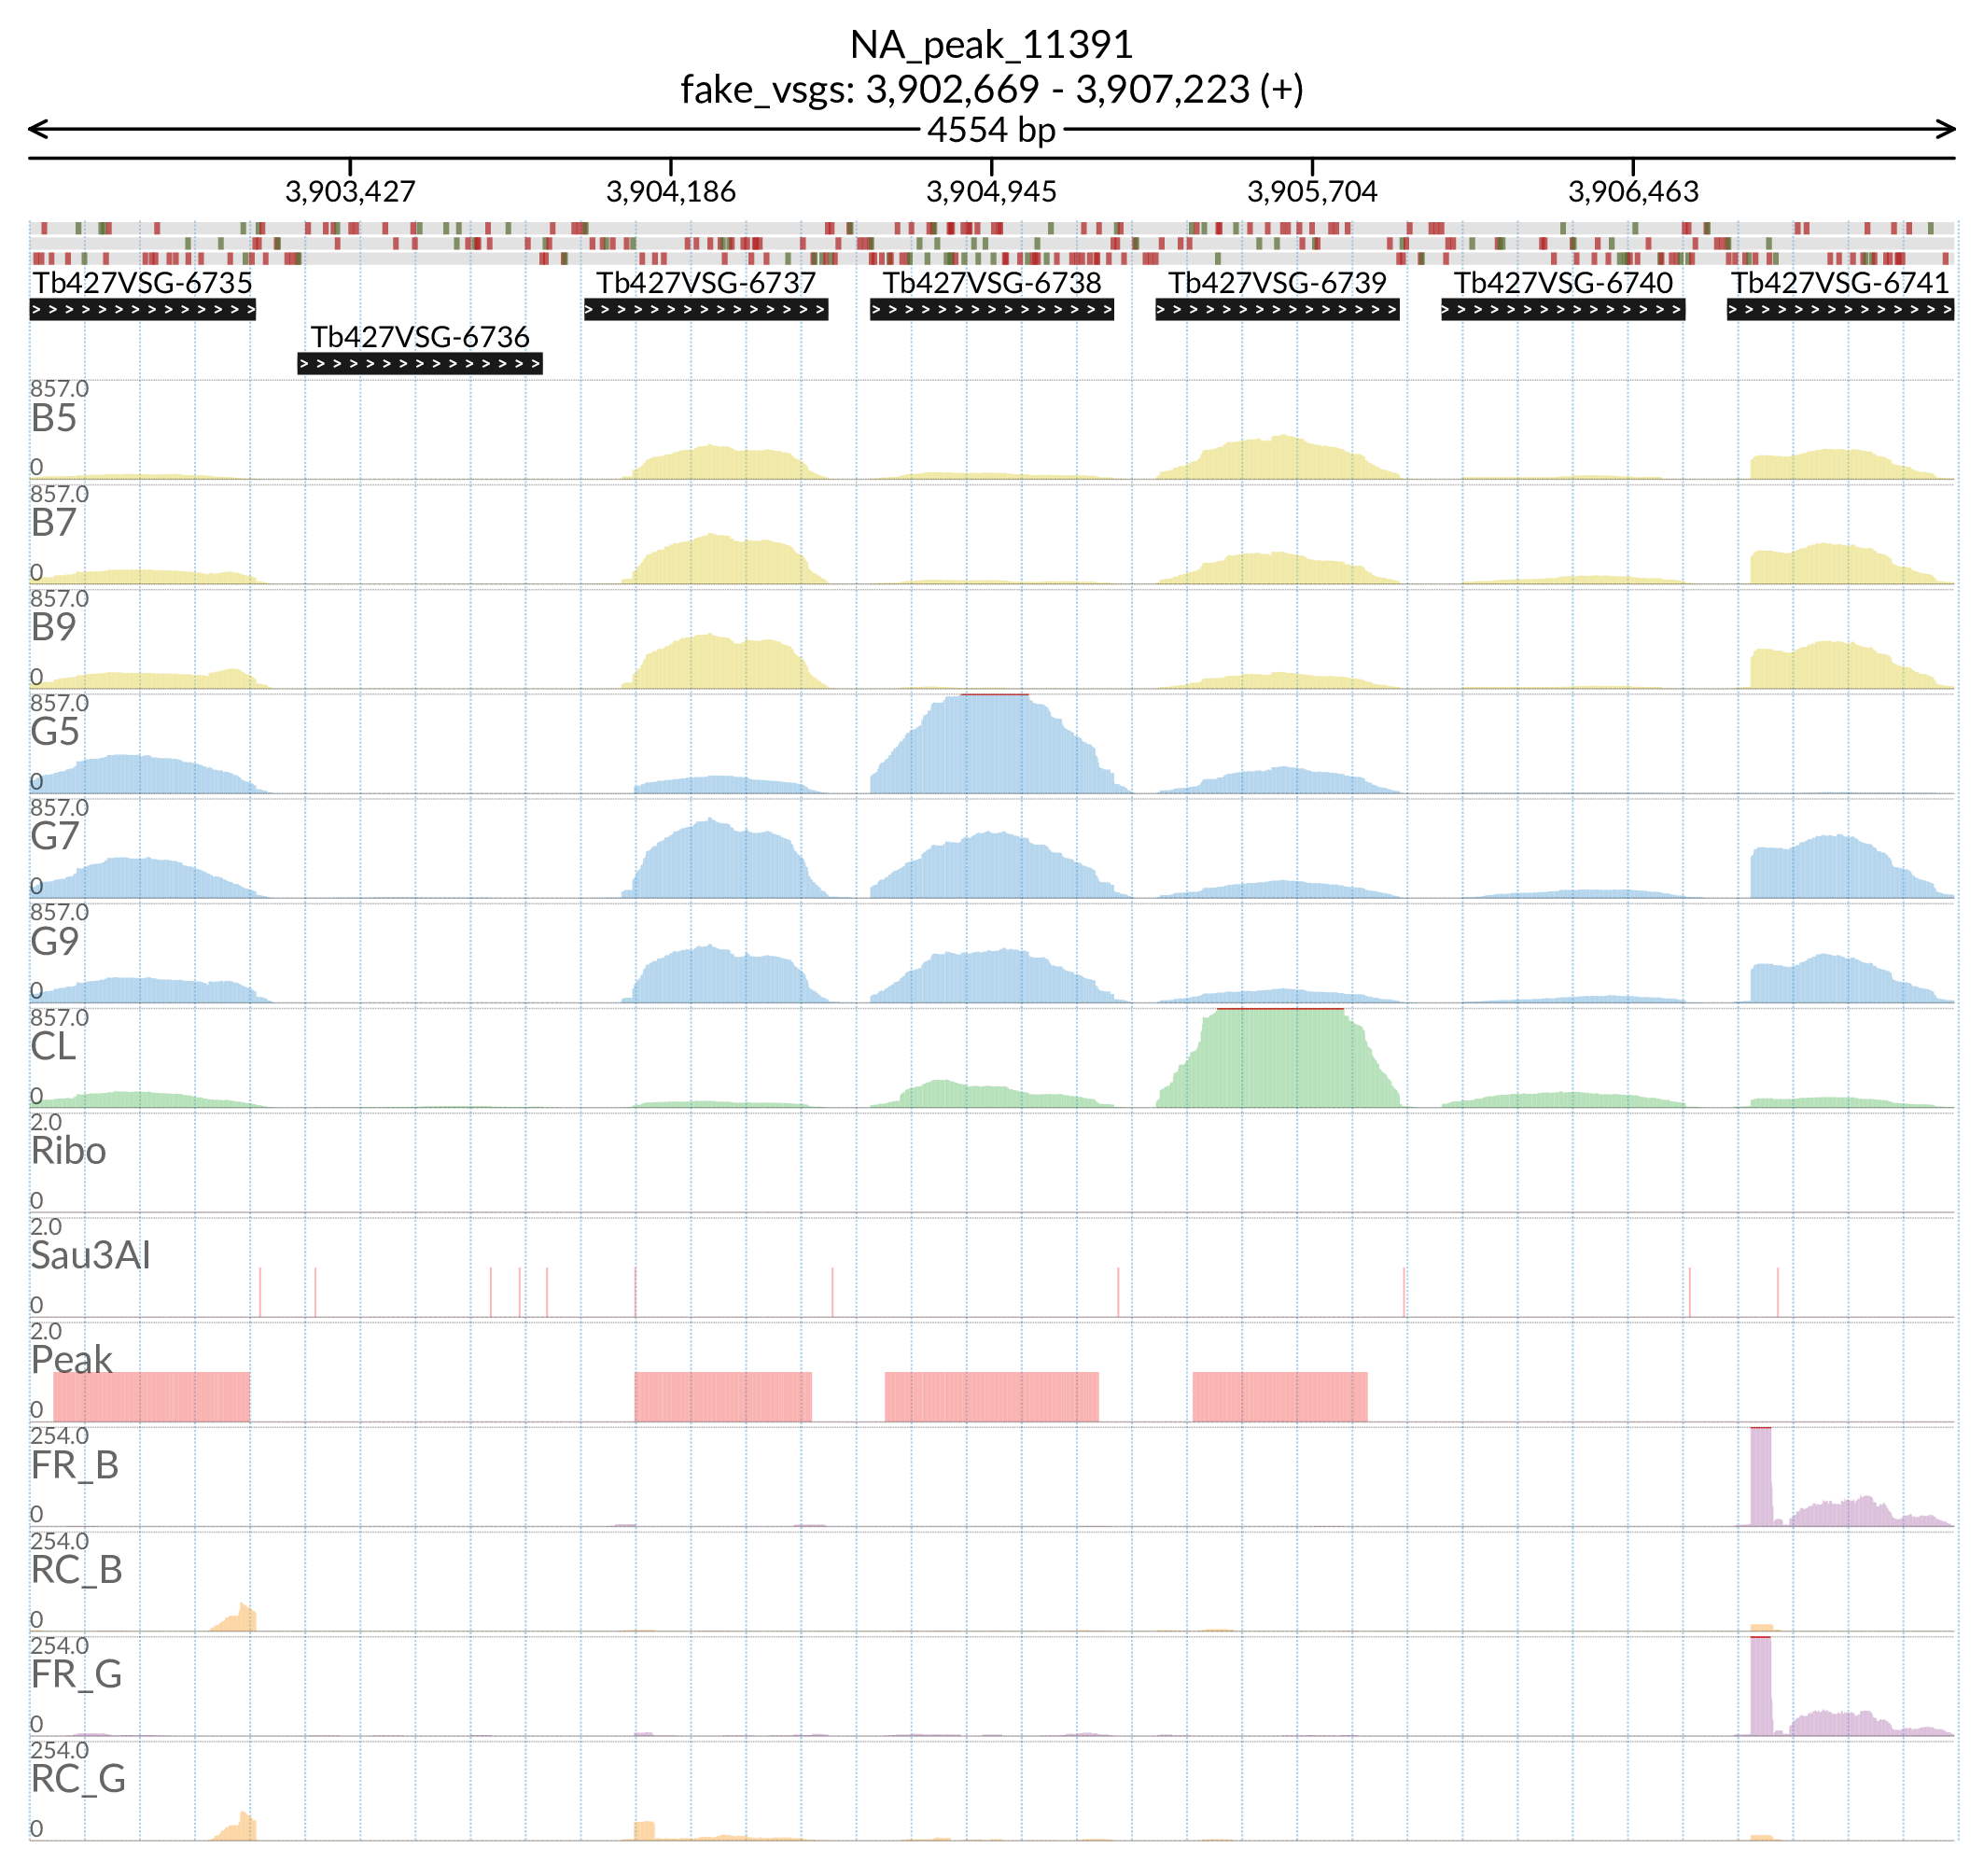 NA_peak_11391
fake_vsgs: 3,902,669 - 3,907,223 (+)
4554 bp
3,903,427 3,904,186 3,904,945 3,905,704 3,906,463
Tb427VSG-6735 Tb427VSG-6737 Tb427VSG-6738 Tb427VSG-6739 Tb427VSG-6740 Tb427VSG-6741
Tb427VSG-6736
857.0
B5
0
857.0
B7
0
857.0
B9
0
857.0
G5
0
857.0
G7
0
857.0
G9
0
857.0
CL
0
2.0
Ribo
0
2.0
Sau3AI
0
2.0
Peak
0
254.0
FR_B
0
254.0
RC_B
0
254.0
FR_G
0
254.0
RC_G
0